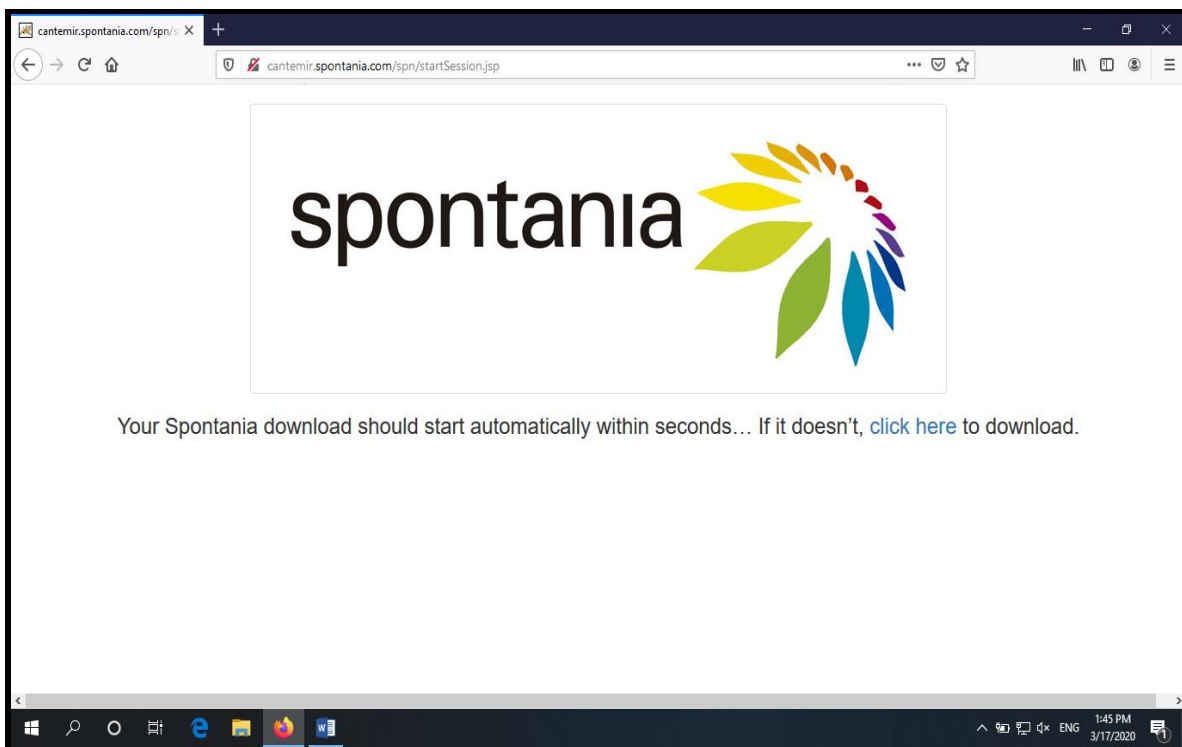 cantemir.spontania.com/spn/s
cantemir.spontania.com/spn/startSession.jsp
spontania
Your Spontania download should start automatically within seconds... If it doesn't, click here to download.
ENG
1:45 PM
3/17/2020
1